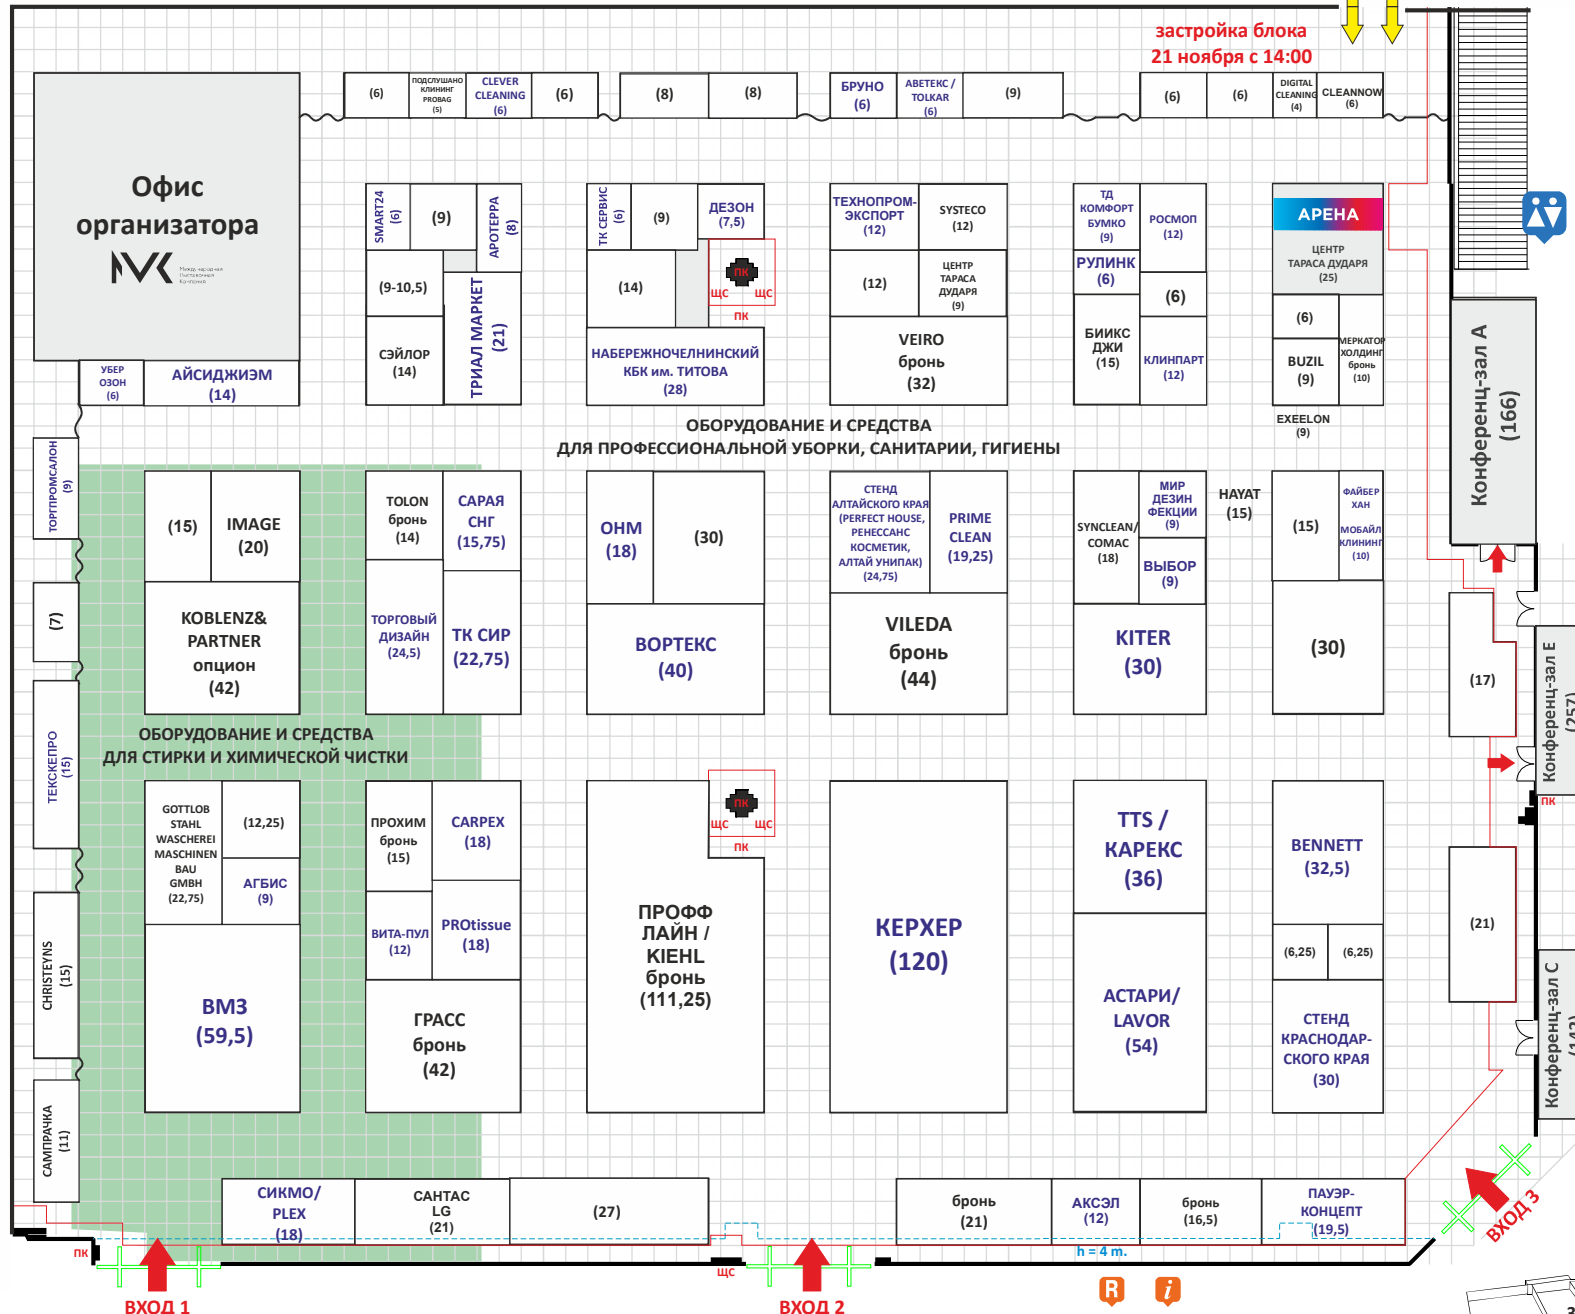 застройка блока
21 ноября с 14:00
(6)
ПОДСЛУШАНО
КЛИНИНГ
PROBAG
(5)
CLEVER
CLEANING
(6)
(6)
(8)
(8)
БРУНО
(6)
АВЕТЕКС /
TOLKAR
(6)
(9)
(6)
(6)
DIGITAL
CLEANING
(4)
CLEANNOW
(6)
Офис
организатора
MVK
Международная
Выставочная
Компания
SMART24
(6)
(9)
АРОТЕРРА
(8)
(9-10,5)
СЭЙЛОР
(14)
ТРИАЛ МАРКЕТ
(21)
ТК СЕРВИС
(6)
(9)
ДЕЗОН
(7,5)
(14)
ПК
ЩС
ЩС
ПК
НАБЕРЕЖНОЧЕЛНИНСКИЙ
КБК им. ТИТОВА
(28)
ТЕХНОПРОМ-
ЭКСПОРТ
(12)
SYSTECO
(12)
(12)
ЦЕНТР
ТАРАСА
ДУДАРЯ
(9)
VEIRO
бронь
(32)
ТД
КОМФОРТ
БУМКО
(9)
РОСМОП
(12)
РУЛИНК
(6)
(6)
БИИКС
ДЖИ
(15)
КЛИНПАРТ
(12)
АРЕНА
ЦЕНТР
ТАРАСА ДУДАРЯ
(25)
(6)
BUZIL
(9)
МЕРКАТОР
ХОЛДИНГ
бронь
(10)
EXEELON
(9)
Конференц-зал А
(166)
УБЕР
ОЗОН
(6)
АЙСИДЖИЭМ
(14)
ОБОРУДОВАНИЕ И СРЕДСТВА
ДЛЯ ПРОФЕССИОНАЛЬНОЙ УБОРКИ, САНИТАРИИ, ГИГИЕНЫ
ТОРГПРОМСАЛОН
(9)
(15)
IMAGE
(20)
KOBLENZ&
PARTNER
опцион
(42)
TOLON
бронь
(14)
САРАЯ
СНГ
(15,75)
ТОРГОВЫЙ
ДИЗАЙН
(24,5)
ТК СИР
(22,75)
ОНМ
(18)
(30)
ВОРТЕКС
(40)
СТЕНД
АЛТАЙСКОГО КРАЯ
(PERFECT HOUSE,
РЕНЕССАНС
КОСМЕТИК,
АЛТАЙ УНИПАК)
(24,75)
PRIME
CLEAN
(19,25)
VILEDA
бронь
(44)
SYNCLEAN/
СОМАС
(18)
МИР
ДЕЗИН
ФЕКЦИИ
(9)
ВЫБОР
(9)
KITER
(30)
HAYAT
(15)
(15)
ФАЙБЕР
ХАН
МОБАЙЛ
КЛИНИНГ
(10)
(30)
(7)
(17)
Конференц-зал Е
(257)
ПК
ОБОРУДОВАНИЕ И СРЕДСТВА
ДЛЯ СТИРКИ И ХИМИЧЕСКОЙ ЧИСТКИ
ТЕКСКЕПРО
(15)
GOTTLOB
STAHL
WASCHEREI
MASCHINEN
BAU
GMBH
(22,75)
(12,25)
АГБИС
(9)
ВМЗ
(59,5)
ПРОХИМ
бронь
(15)
CARPEX
(18)
ВИТА-ПУЛ
(12)
PROtissue
(18)
ГРАСС
бронь
(42)
ПК
ЩС
ЩС
ПК
ПРОФФ
ЛАЙН /
KIEHL
бронь
(111,25)
КЕРХЕР
(120)
TTS /
КАРЕКС
(36)
АСТАРИ/
LAVOR
(54)
BENNETT
(32,5)
(6,25)
(6,25)
СТЕНД
КРАСНОДАР-
СКОГО КРАЯ
(30)
(21)
Конференц-зал С
(142)
CHRISTEYNS
(15)
САМПРАЧКА
(11)
СИКМО/
PLEX
(18)
САНТАС
LG
(21)
(27)
бронь
(21)
АКСЭЛ
(12)
бронь
(16,5)
ПАУЭР-
КОНЦЕПТ
(19,5)
h = 4 m.
ПК
ЩС
ВХОД 1
ВХОД 2
ВХОД 3
R
i
З